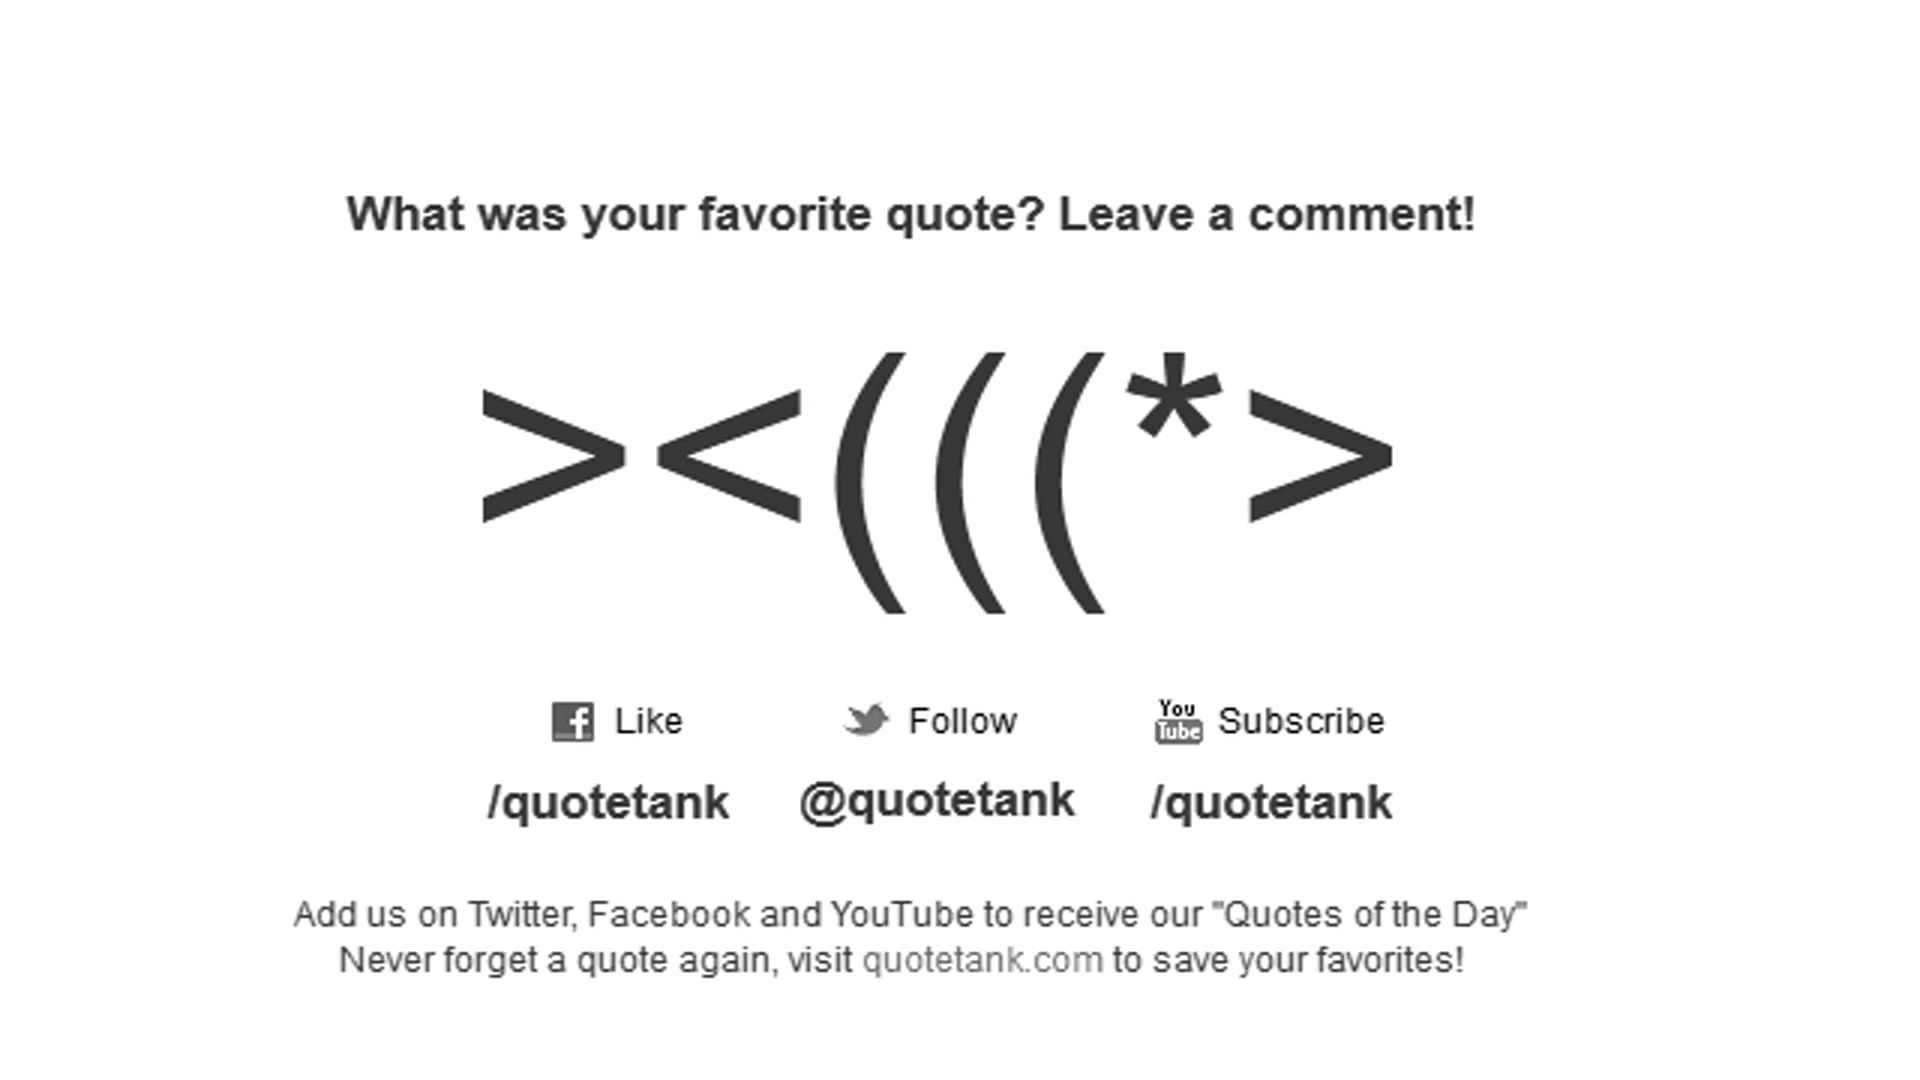 What was your favorite quote? Leave a comment!
><(((*>
f Like
Follow
You Tube Subscribe
/quotetank
@quotetank
/quotetank
Add us on Twitter, Facebook and YouTube to receive our "Quotes of the Day"
Never forget a quote again, visit quotetank.com to save your favorites!